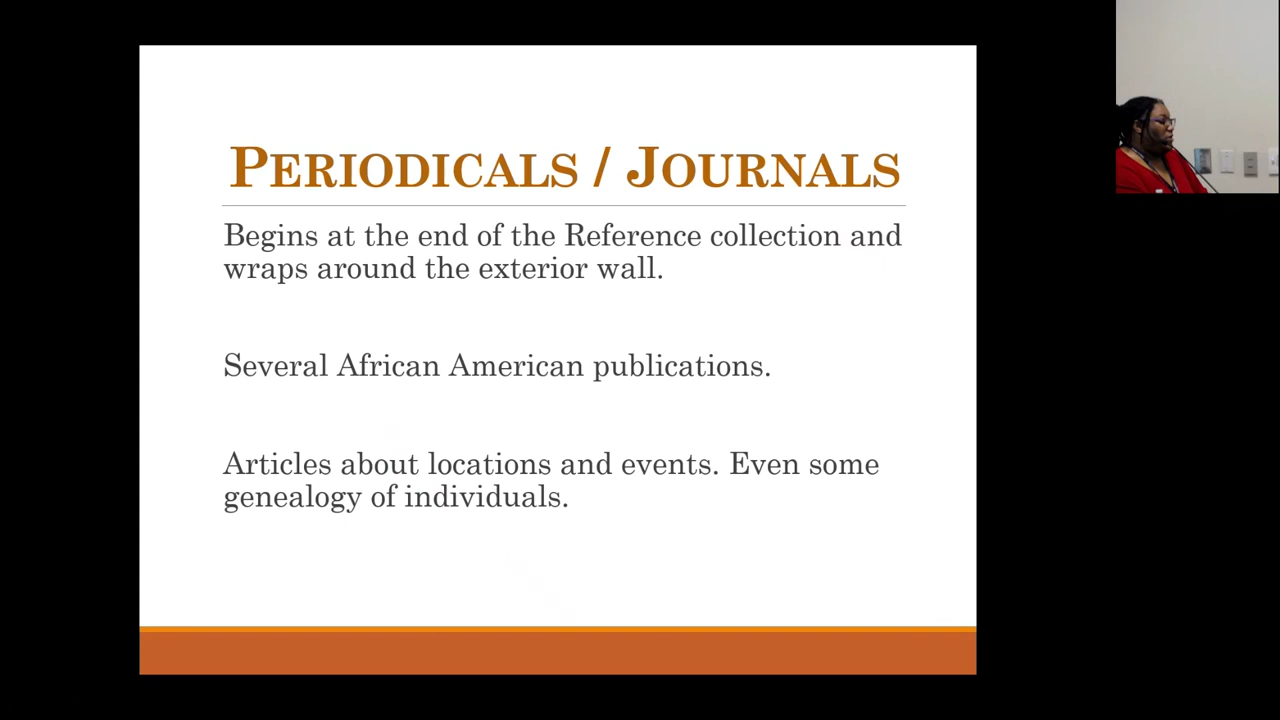 PERIODICALS / JOURNALS
Begins at the end of the Reference collection and
wraps around the exterior wall.
Several African American publications.
Articles about locations and events. Even some
genealogy of individuals.